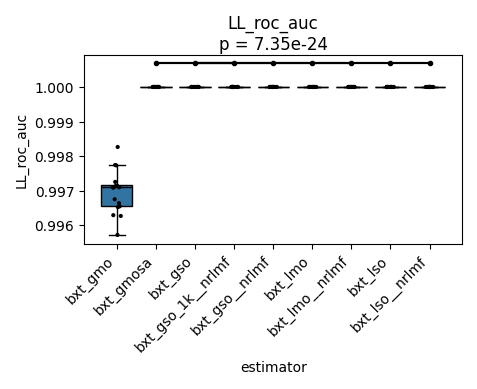 LL_roc_auc
p = 7.35e-24
LL_roc_auc
1.000
0.999
0.998
0.997
0.996
bxt_gmo
bxt_gmosa
bxt_gso
bxt_gso_1k__nrlmf
bxt_gso__nrlmf
bxt_lmo
bxt_lmo__nrlmf
bxt_lso
bxt_lso__nrlmf
estimator